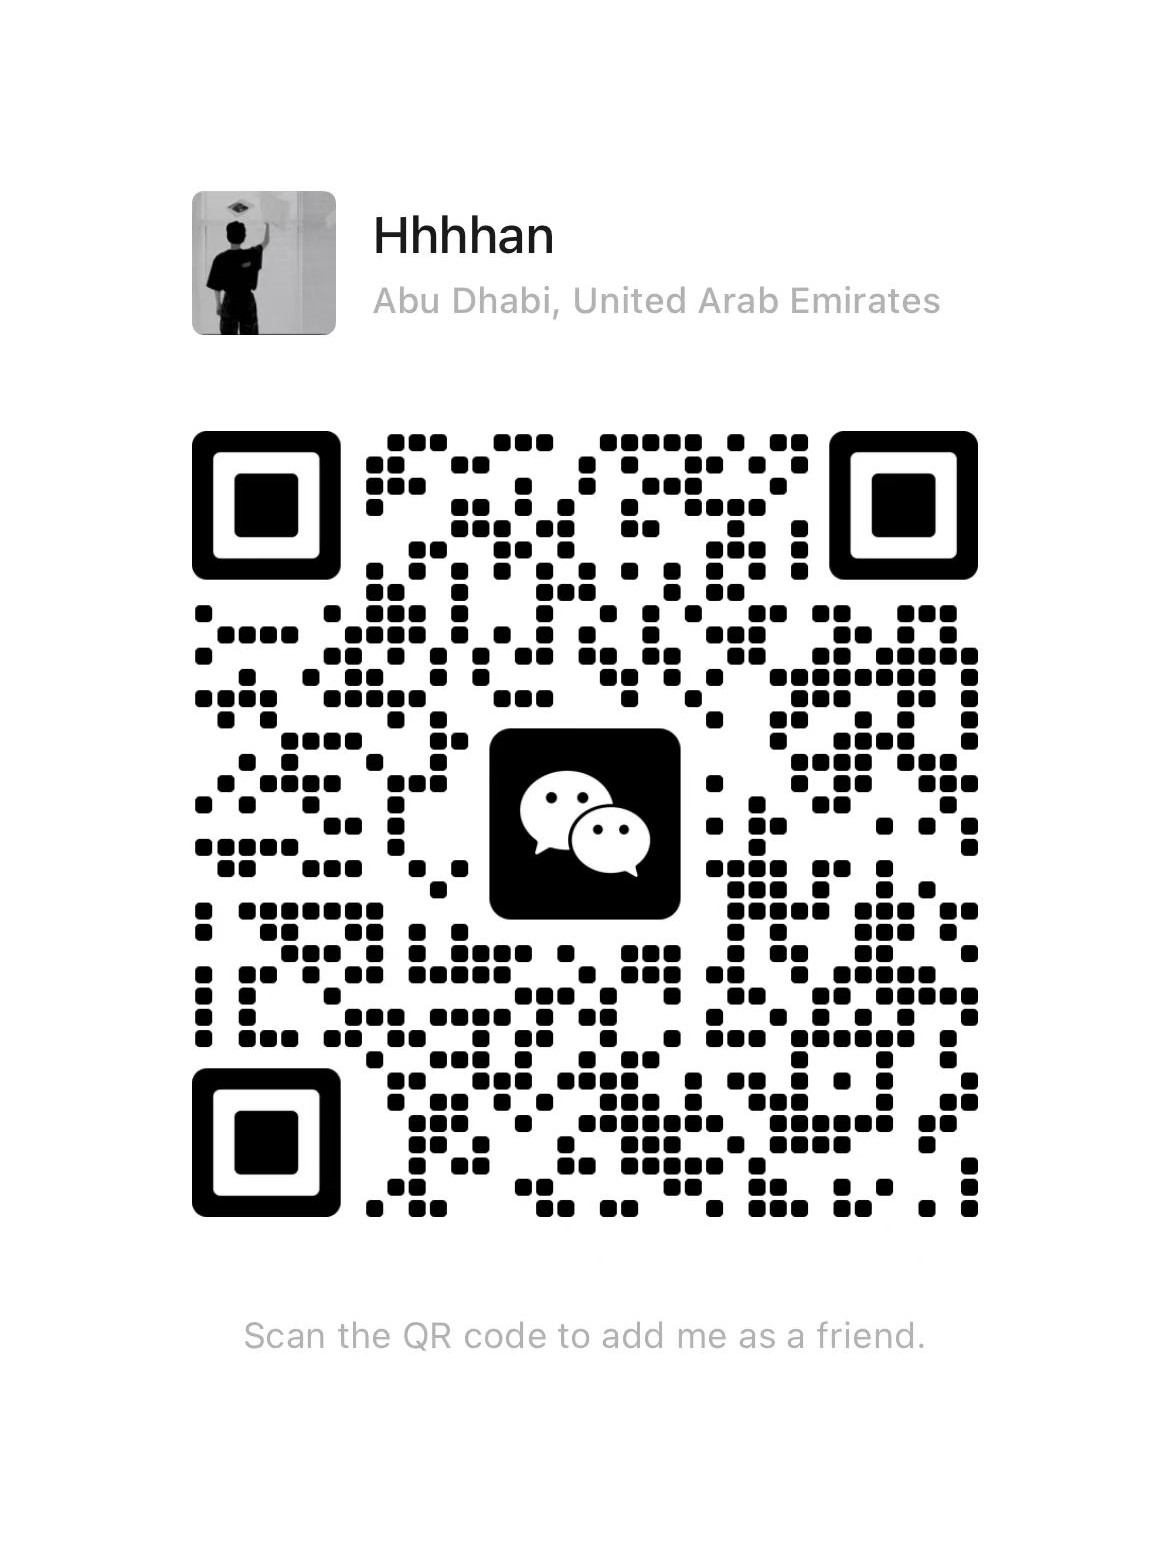 Hhhhan
Abu Dhabi, United Arab Emirates
Scan the QR code to add me as a friend.